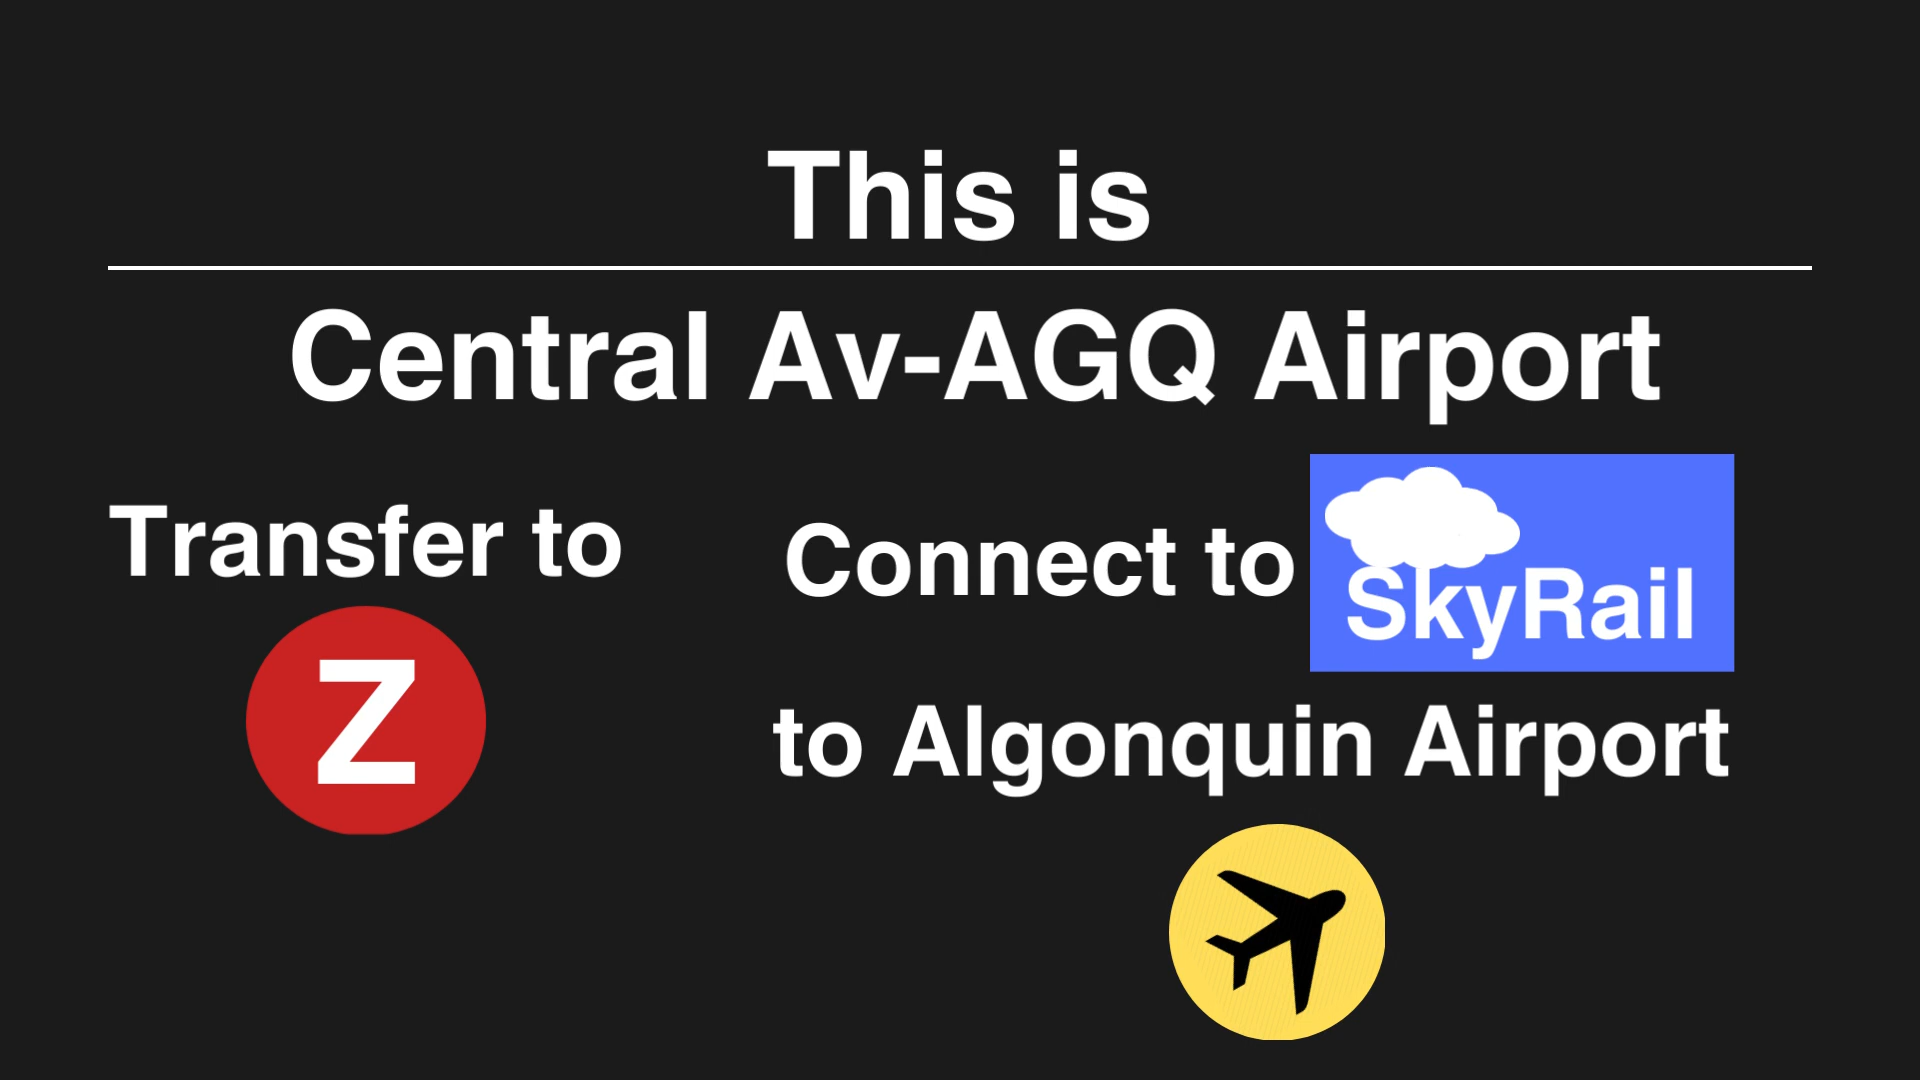 This is
Central Av-AGQ Airport
Transfer to
Z
Connect to SkyRail
to Algonquin Airport